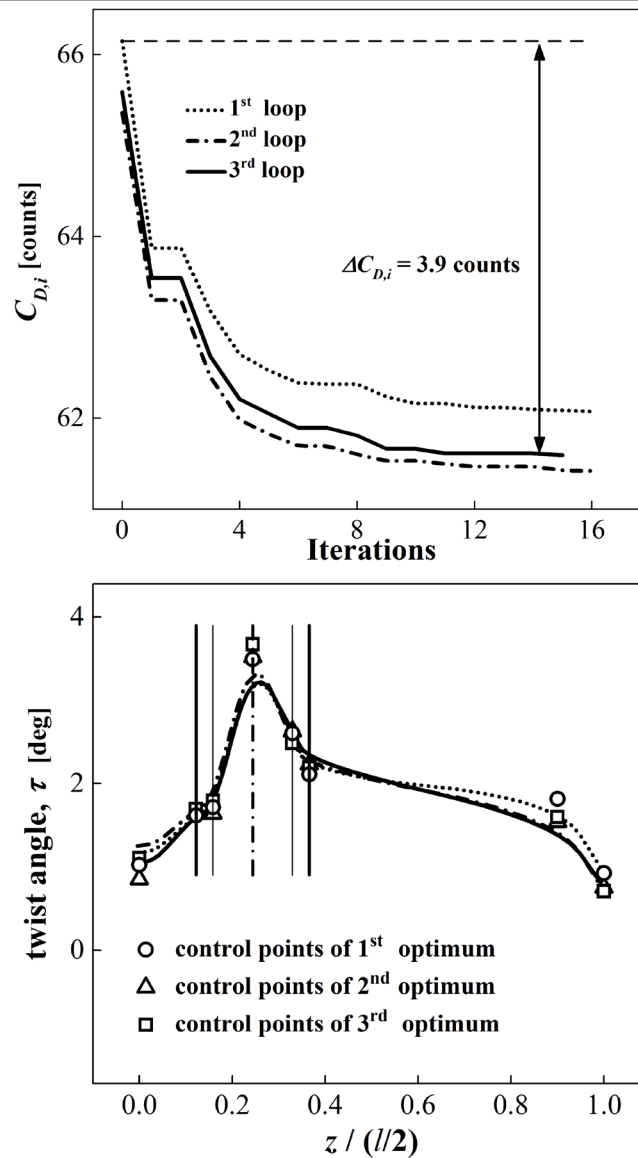 66
1st loop
2nd loop
3rd loop
64
C_{D,i} [counts]
ΔC_{D,i} = 3.9 counts
62
0 4 8 12 16
Iterations
4
twist angle, τ [deg]
2
0
control points of 1st optimum
control points of 2nd optimum
control points of 3rd optimum
0.0 0.2 0.4 0.6 0.8 1.0
z / (l/2)